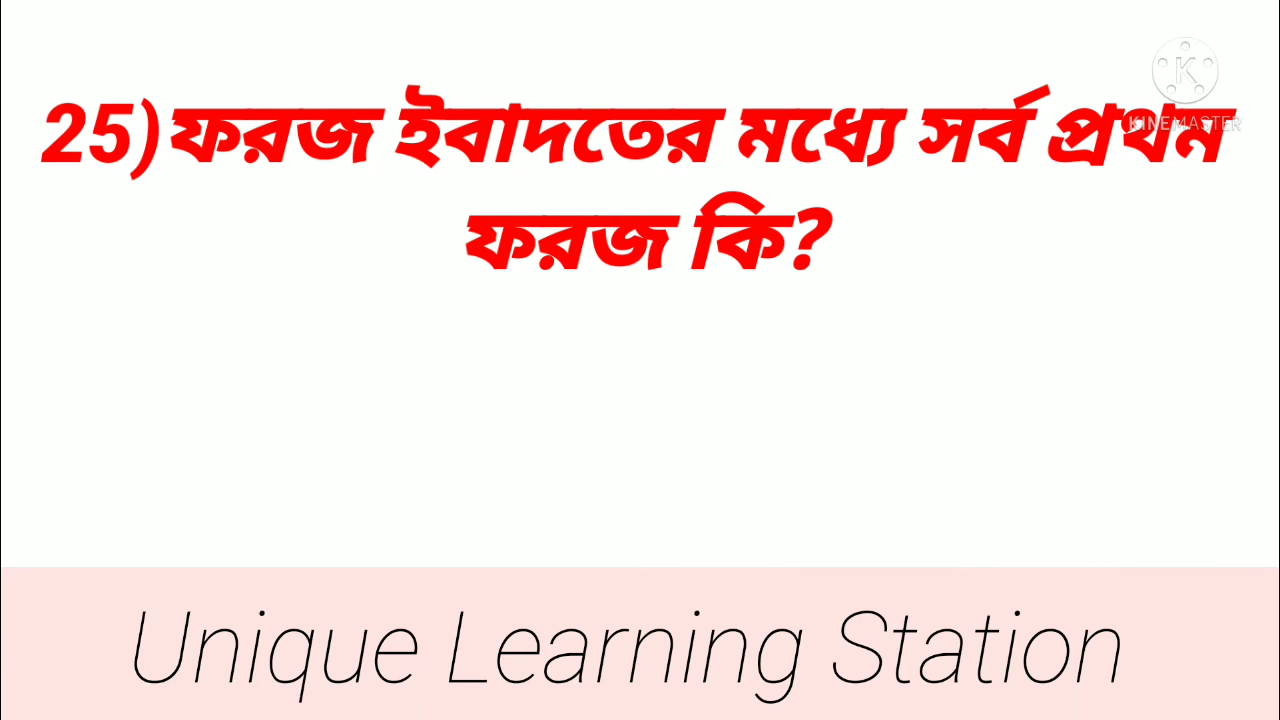 25)ফরজ ইবাদতের মধ্যে সর্ব প্রথম
ফরজ কি?
KINEMASTER
Unique Learning Station